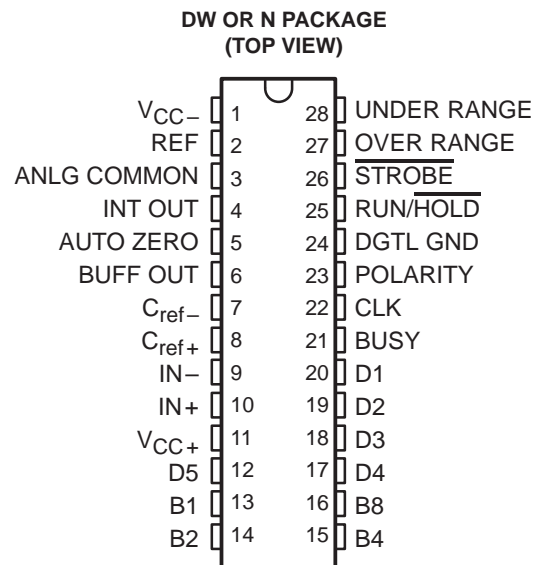 DW OR N PACKAGE
(TOP VIEW)
VCC− 1 28 UNDER RANGE
REF 2 27 OVER RANGE
ANLG COMMON 3 26 STROBE
INT OUT 4 25 RUN/HOLD
AUTO ZERO 5 24 DGTL GND
BUFF OUT 6 23 POLARITY
Cref− 7 22 CLK
Cref+ 8 21 BUSY
IN− 9 20 D1
IN+ 10 19 D2
VCC+ 11 18 D3
D5 12 17 D4
B1 13 16 B8
B2 14 15 B4